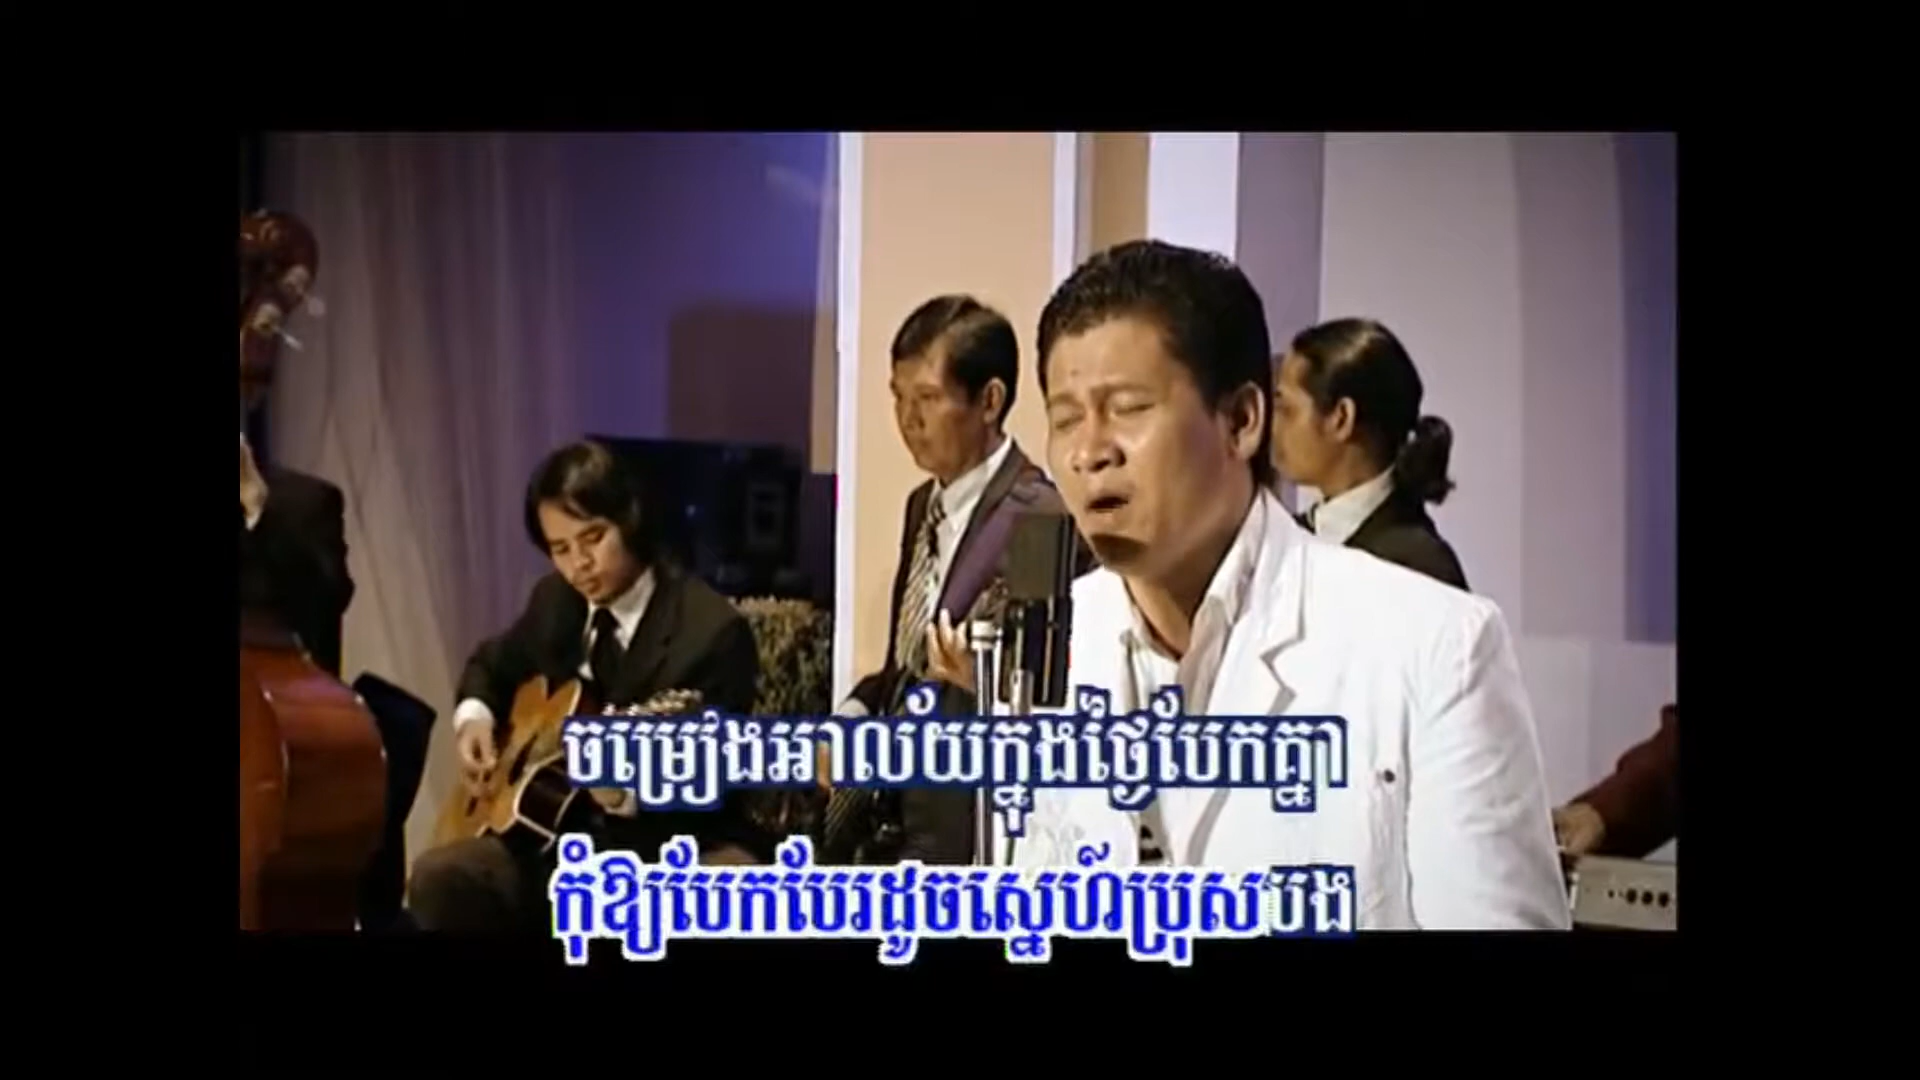 ចម្រៀងអាល័យក្នុងថ្ងៃបែកគ្នា
កុំឱ្យបែកបែរដូចស្នេហ៍ប្រុសបង